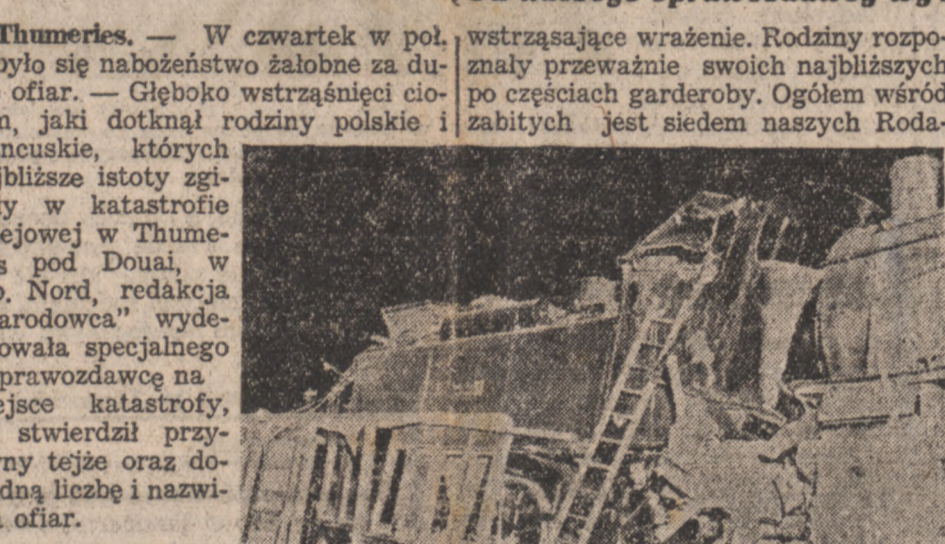 Thumeries. — W czwartek w poł.
było się nabożeństwo żałobne za du-
ofiar. — Głęboko wstrząśnięci cio-
m, jaki dotknął rodziny polskie i
ncuskie, których
jbliższe istoty zgi-
y w katastrofie
ejowej w Thume-
s pod Douai, w
p. Nord, redakcja
arodowca” wyde-
owała specjalnego
prawozdawcę na
ejsce katastrofy,
stwierdził przy-
ny tejże oraz do-
dną liczbę i nazwi-
ofiar.
wstrząsające wrażenie. Rodziny rozpo-
znały przeważnie swoich najbliższych
po częściach garderoby. Ogółem wśród
zabitych jest siedem naszych Roda-